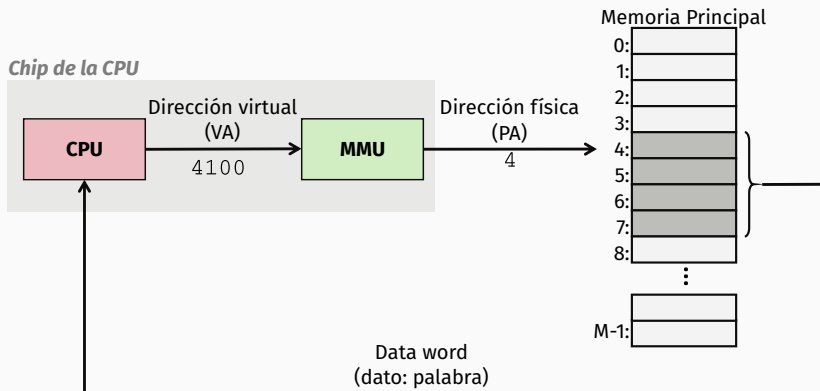 Memoria Principal
0:
1:
2:
3:
4:
5:
6:
7:
8:
M-1:
Chip de la CPU
Dirección virtual
(VA)
4100
CPU
MMU
Dirección física
(PA)
4
Data word
(dato: palabra)